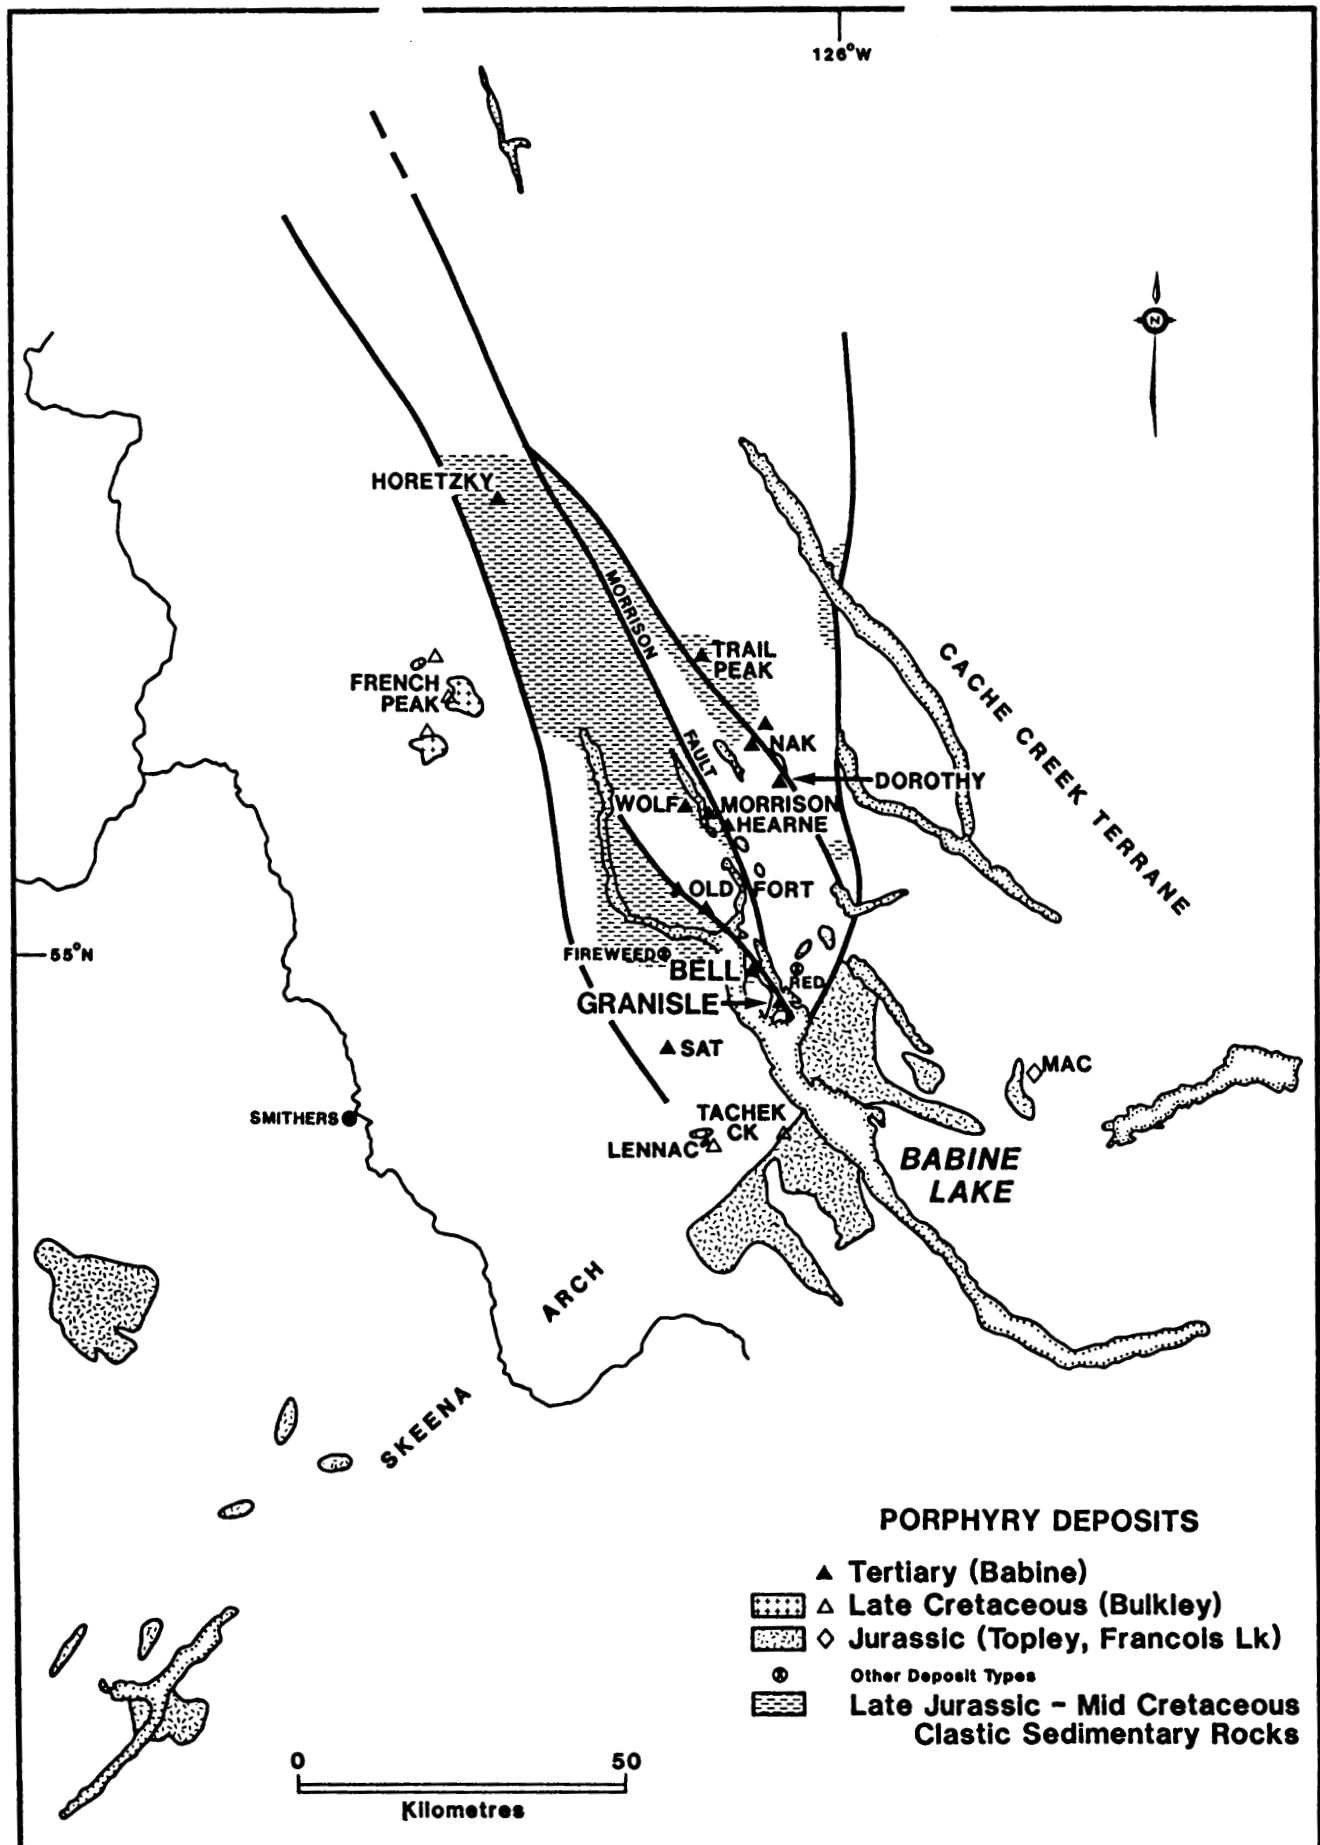 126°W
HORETZKY
MORRISON
FAULT
TRAIL
PEAK
FRENCH
PEAK
NAK
DOROTHY
CACHE CREEK TERRANE
WOLF
MORRISON
HEARNE
OLD FORT
55°N
FIREWEED
BELL
RED
GRANISLE
SAT
MAC
SMITHERS
TACHEK
CK
LENNAC
BABINE
LAKE
SKEENA ARCH
N
PORPHYRY DEPOSITS
Tertiary (Babine)
Late Cretaceous (Bulkley)
Jurassic (Topley, Francois Lk)
Other Deposit Types
Late Jurassic - Mid Cretaceous
Clastic Sedimentary Rocks
0 50
Kilometres